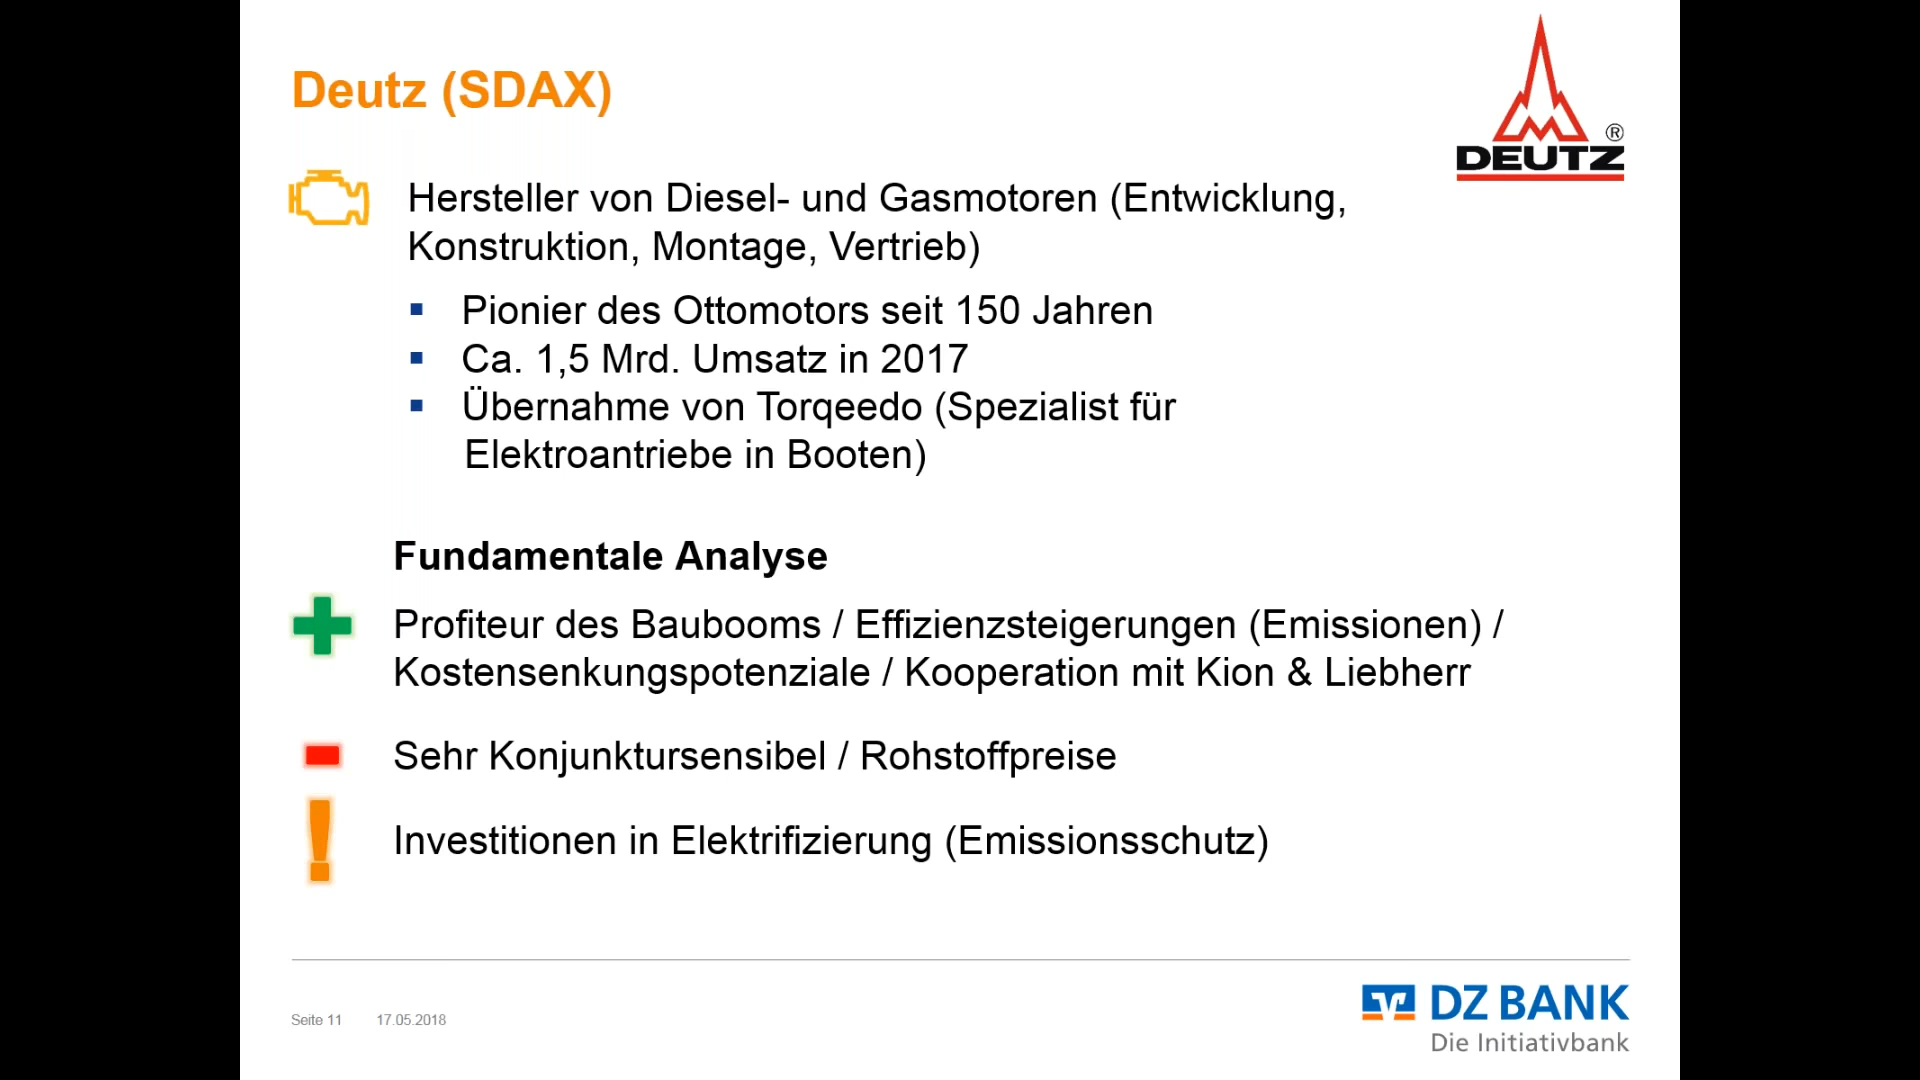 Deutz (SDAX)
DEUTZ®
Hersteller von Diesel- und Gasmotoren (Entwicklung,
Konstruktion, Montage, Vertrieb)
▪ Pionier des Ottomotors seit 150 Jahren
▪ Ca. 1,5 Mrd. Umsatz in 2017
▪ Übernahme von Torqeedo (Spezialist für
Elektroantriebe in Booten)
Fundamentale Analyse
Profiteur des Baubooms / Effizienzsteigerungen (Emissionen) /
Kostensenkungspotenziale / Kooperation mit Kion & Liebherr
Sehr Konjunktursensibel / Rohstoffpreise
Investitionen in Elektrifizierung (Emissionsschutz)
Seite 11 17.05.2018
DZ BANK
Die Initiativbank